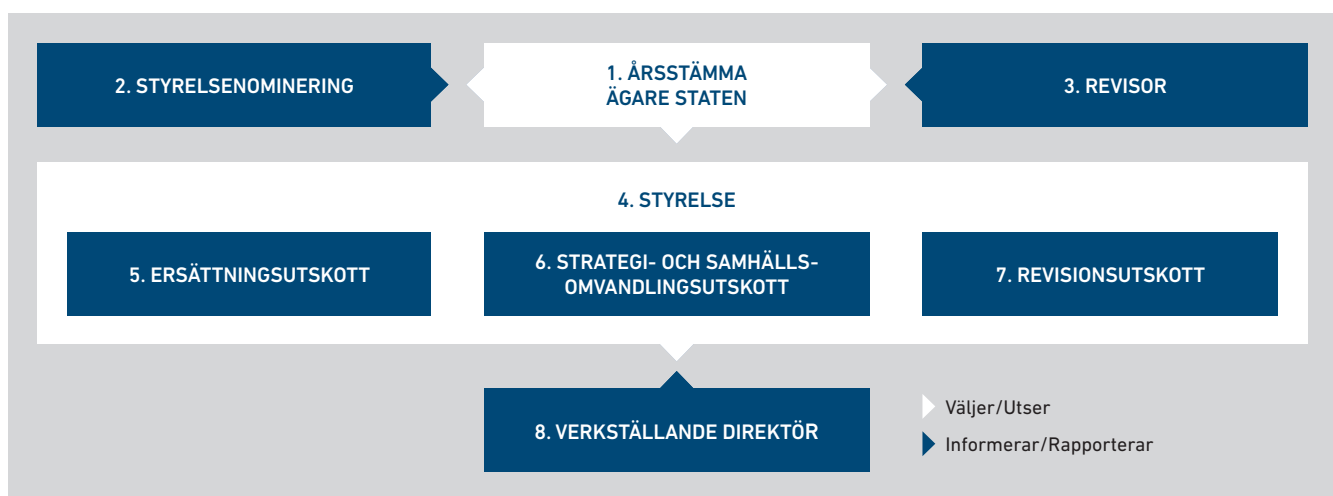 2. STYRELSENOMINERING
1. ÅRSSTÄMMA
ÄGARE STATEN
3. REVISOR
4. STYRELSE
5. ERSÄTTNINGSUTSKOTT
6. STRATEGI- OCH SAMHÄLLS-
OMVANDLINGSUTSKOTT
7. REVISIONSUTSKOTT
8. VERKSTÄLLANDE DIREKTÖR
Väljer/Utser
Informerar/Rapporterar